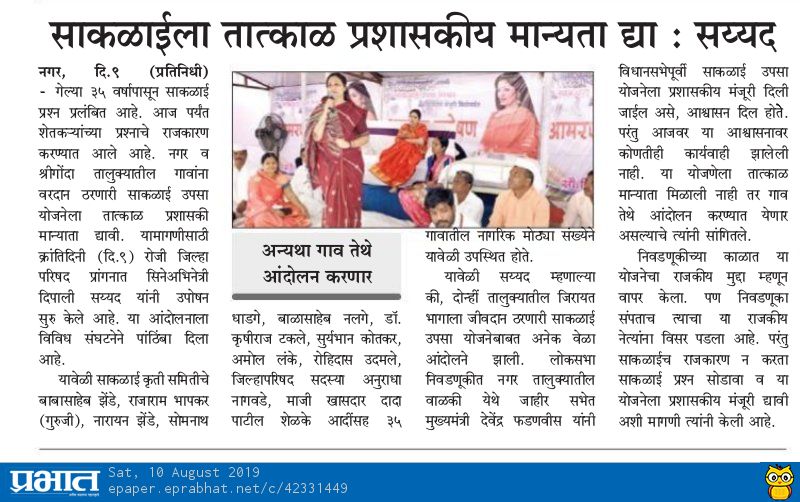 साकळाईला तात्काळ प्रशासकीय मान्यता द्या : सय्यद
नगर, दि.९ (प्रतिनिधी)
- गेल्या ३५ वर्षापासून साकळाई
प्रश्न प्रलंबित आहे. आज पर्यंत
शेतकऱ्यांच्या प्रश्नाचे राजकारण
करण्यात आले आहे. नगर व
श्रीगोंदा तालुक्यातील गावांना
वरदान ठरणारी साकळाई उपसा
योजनेला तात्काळ प्रशासकी
मान्याता द्यावी. यामागणीसाठी
क्रांतिदिनी (दि.९) रोजी जिल्हा
परिषद प्रांगनात सिनेअभिनेत्री
दिपाली सय्यद यांनी उपोषन
सुरु केले आहे. या आंदोलनाला
विविध संघटनेने पांठिंबा दिला
आहे.
यावेळी साकळाई कृती समितीचे
बाबासाहेब झेंडे, राजाराम भापकर
(गुरुजी), नारायन झेंडे, सोमनाथ
अन्यथा गाव तेथे
आंदोलन करणार
धाडगे, बाळासाहेब नलगे, डॉ.
कृषीराज टकले, सुर्यभान कोतकर,
अमोल लंके, रोहिदास उदमले,
जिल्हापरिषद सदस्या अनुराधा
नागवडे, माजी खासदार दादा
पाटील शेळके आदींसह ३५
गावातील नागरिक मोठ्या संख्येने
यावेळी उपस्थित होते.
यावेळी सय्यद म्हणाल्या
की, दोन्हीं तालुक्यातील जिरायत
भागाला जीवदान ठरणारी साकळाई
उपसा योजनेबाबत अनेक वेळा
आंदोलने झाली. लोकसभा
निवडणूकीत नगर तालुक्यातील
वाळकी येथे जाहीर सभेत
मुख्यमंत्री देवेंद्र फडणवीस यांनी
विधानसभेपूर्वी साकळाई उपसा
योजनेला प्रशासकीय मंजूरी दिली
जाईल असे, आश्वासन दिल होते.
परंतु आजवर या आश्वासनावर
कोणतीही कार्यवाही झालेली
नाही. या योजणेला तात्काळ
मान्याता मिळाली नाही तर गाव
तेथे आंदोलन करण्यात येणार
असल्याचे त्यांनी सांगितले.
निवडणूकीच्या काळात या
योजनेचा राजकीय मुद्दा म्हणून
वापर केला. पण निवडणूका
संपताच त्याचा या राजकीय
नेत्यांना विसर पडला आहे. परंतु
साकळाईच राजकारण न करता
साकळाई प्रश्न सोडावा व या
योजनेला प्रशासकीय मंजूरी द्यावी
अशी मागणी त्यांनी केली आहे.
प्रभात
Sat, 10 August 2019
epaper.eprabhat.net/c/42331449